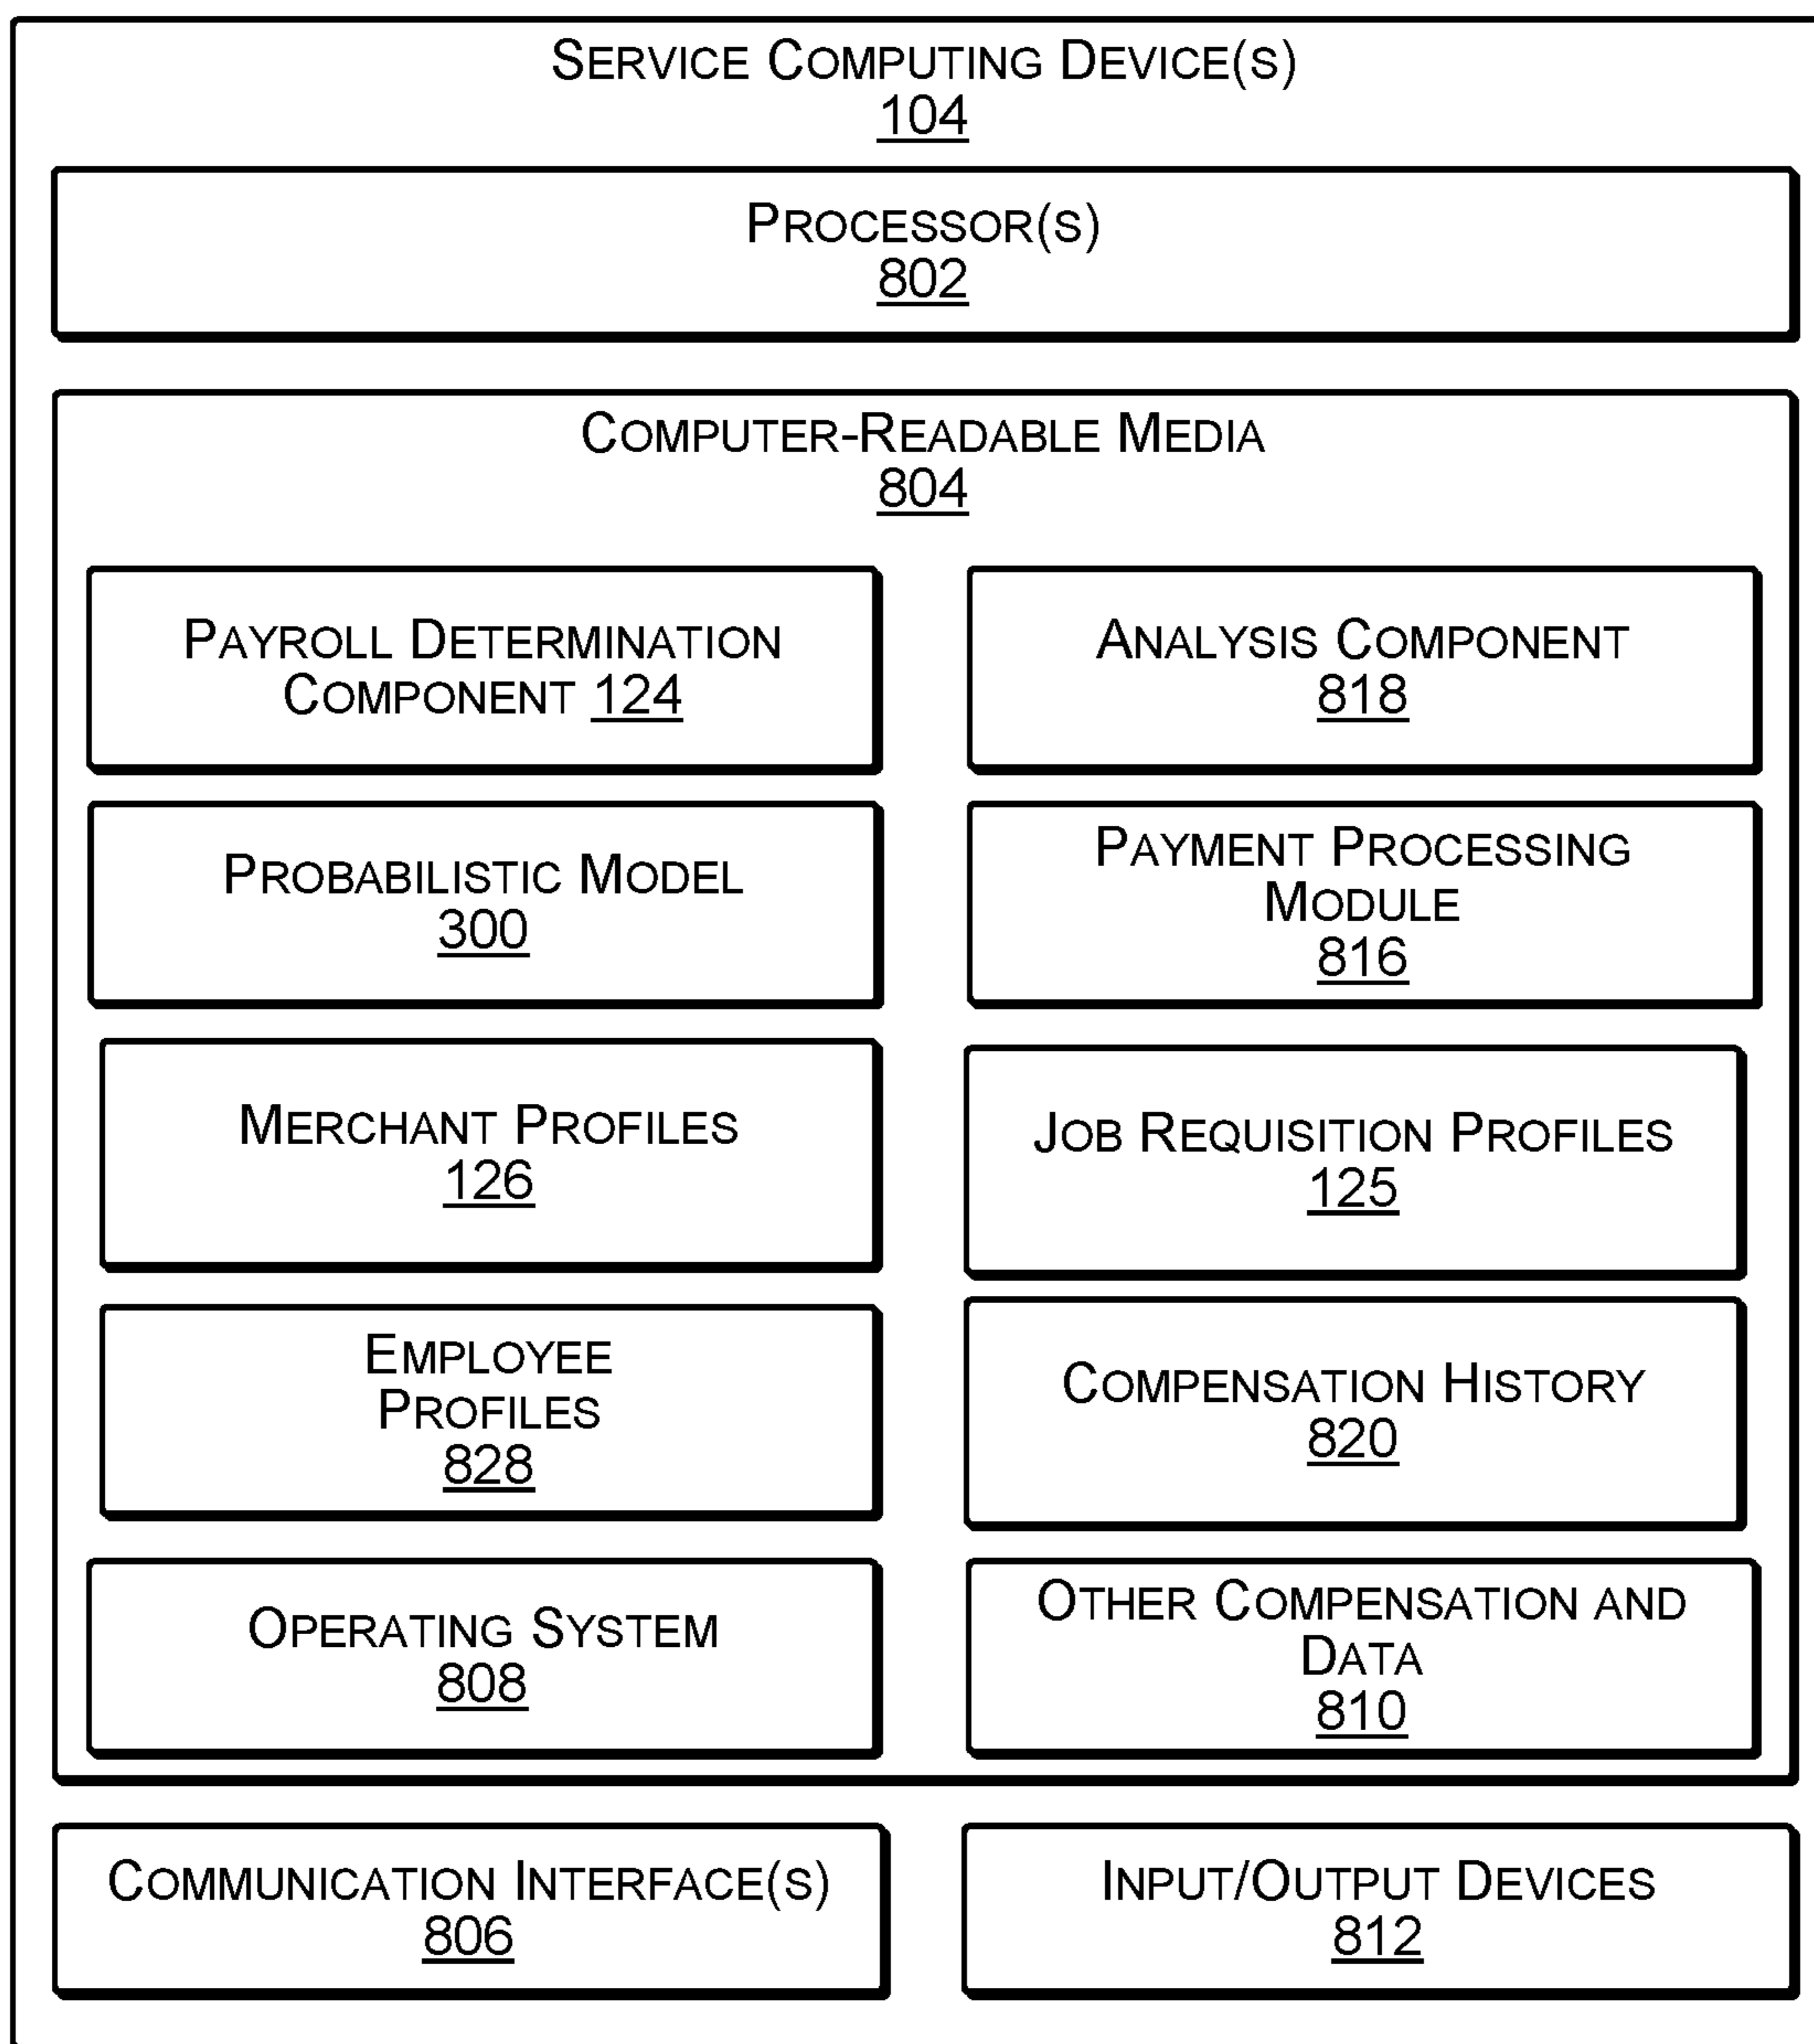 SERVICE COMPUTING DEVICE(S)
104
PROCESSOR(S)
802
COMPUTER-READABLE MEDIA
804
PAYROLL DETERMINATION
COMPONENT 124
ANALYSIS COMPONENT
818
PROBABILISTIC MODEL
300
PAYMENT PROCESSING
MODULE
816
MERCHANT PROFILES
126
JOB REQUISITION PROFILES
125
EMPLOYEE
PROFILES
828
COMPENSATION HISTORY
820
OPERATING SYSTEM
808
OTHER COMPENSATION AND
DATA
810
COMMUNICATION INTERFACE(S)
806
INPUT/OUTPUT DEVICES
812